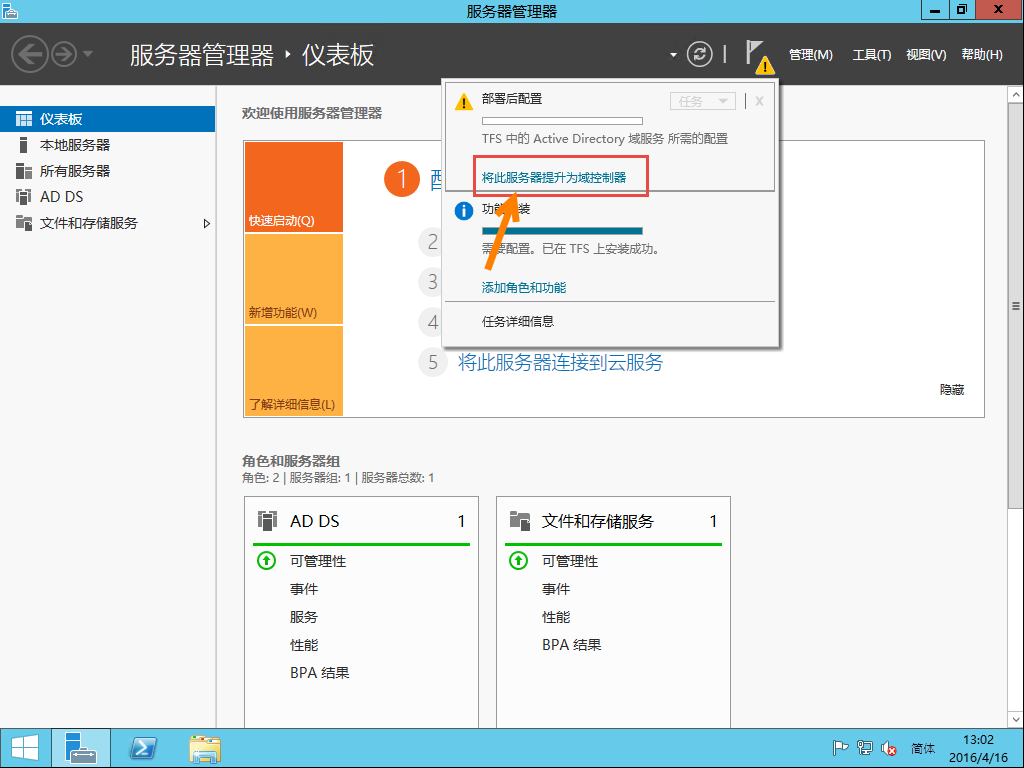 服务器管理器
服务器管理器 · 仪表板
管理(M) 工具(T) 视图(V) 帮助(H)
仪表板
本地服务器
所有服务器
AD DS
文件和存储服务
欢迎使用服务器管理器
快速启动(Q)
新增功能(W)
了解详细信息(L)
1
2
3
4
5 将此服务器连接到云服务
隐藏
部署后配置
任务
X
TFS 中的 Active Directory 域服务 所需的配置
将此服务器提升为域控制器
需要配置。已在 TFS 上安装成功。
添加角色和功能
任务详细信息
角色和服务器组
角色: 2 | 服务器组: 1 | 服务器总数: 1
AD DS 1
可管理性
事件
服务
性能
BPA 结果
文件和存储服务 1
可管理性
事件
性能
BPA 结果
简体
13:02
2016/4/16